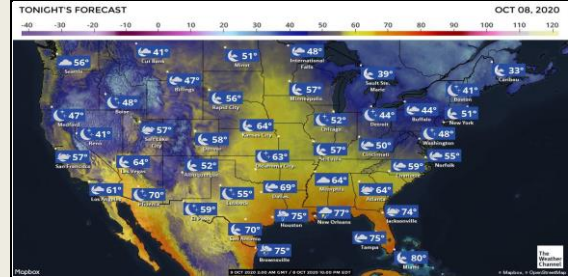 TONIGHT'S FORECAST
OCT 08, 2020
-40 -30 -20 -10 0 10 20 30 40 50 60 70 80 90 100 110 120
56°
Seattle
41°
Cut Bank
51°
Minot
48°
International Falls
39°
Sault Ste. Marie
33°
Caribou
47°
Billings
41°
Boston
47°
Medford
48°
Boise
56°
Rapid City
57°
Minneapolis
44°
Buffalo
51°
New York
41°
Reno
57°
Salt Lake City
58°
Denver
64°
Kansas City
52°
Chicago
44°
Detroit
48°
Washington
57°
San Francisco
64°
Las Vegas
52°
63°
Oklahoma City
57°
St Louis
50°
Cincinnati
55°
Norfolk
59°
Charlotte
61°
Los Angeles
70°
Phoenix
55°
Lubbock
69°
Dallas
64°
Memphis
64°
Atlanta
59°
El Paso
70°
San Antonio
75°
Houston
77°
New Orleans
74°
Jacksonville
75°
Brownsville
75°
Tampa
80°
Miami
The
Weather
Channel
Mapbox
© Mapbox, © OpenStreetMap